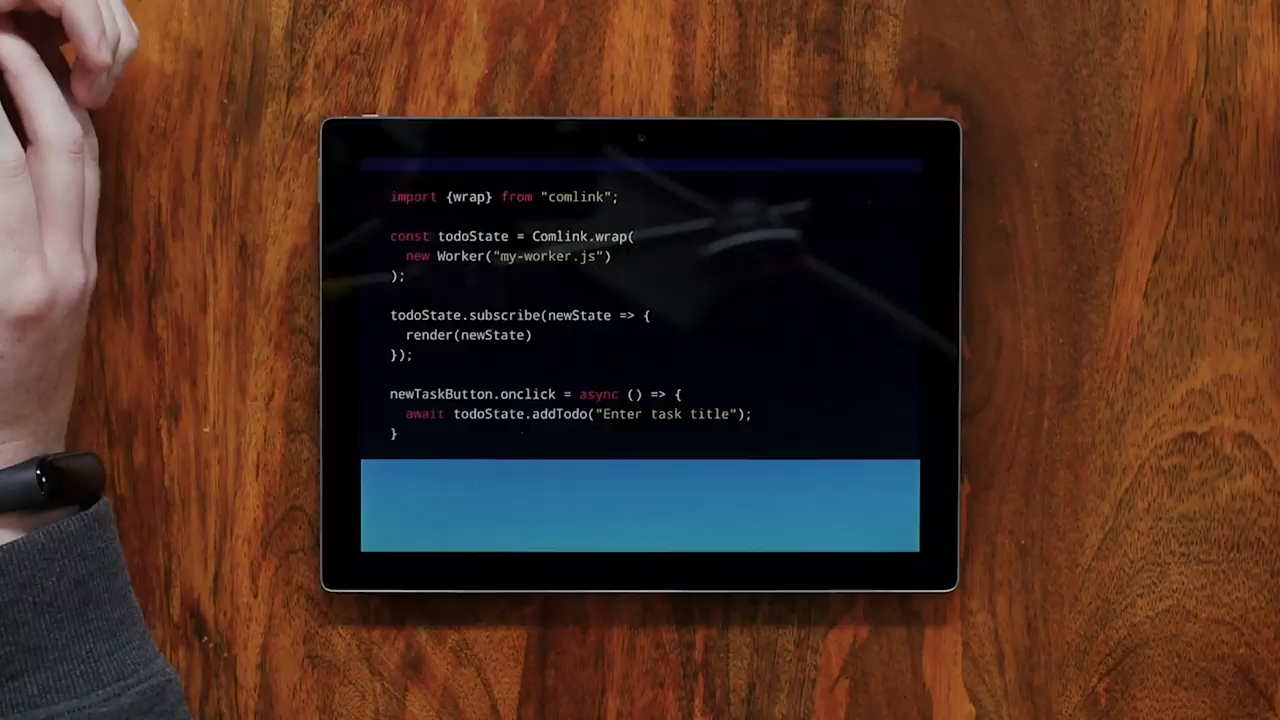 import {wrap} from "comlink";
const todoState = Comlink.wrap(
new Worker("my-worker.js")
);
todoState.subscribe(newState => {
render(newState)
});
newTaskButton.onclick = async () => {
await todoState.addTodo("Enter task title");
}